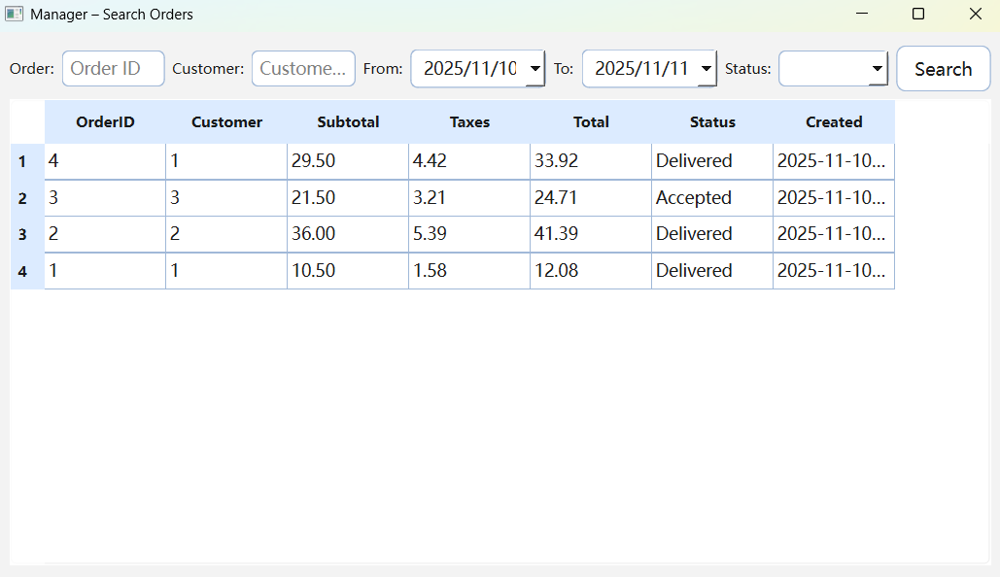 Manager – Search Orders
Order: Order ID Customer: Custome... From: 2025/11/10 To: 2025/11/11 Status: Search
OrderID Customer Subtotal Taxes Total Status Created
1 4 1 29.50 4.42 33.92 Delivered 2025-11-10...
2 3 3 21.50 3.21 24.71 Accepted 2025-11-10...
3 2 2 36.00 5.39 41.39 Delivered 2025-11-10...
4 1 1 10.50 1.58 12.08 Delivered 2025-11-10...